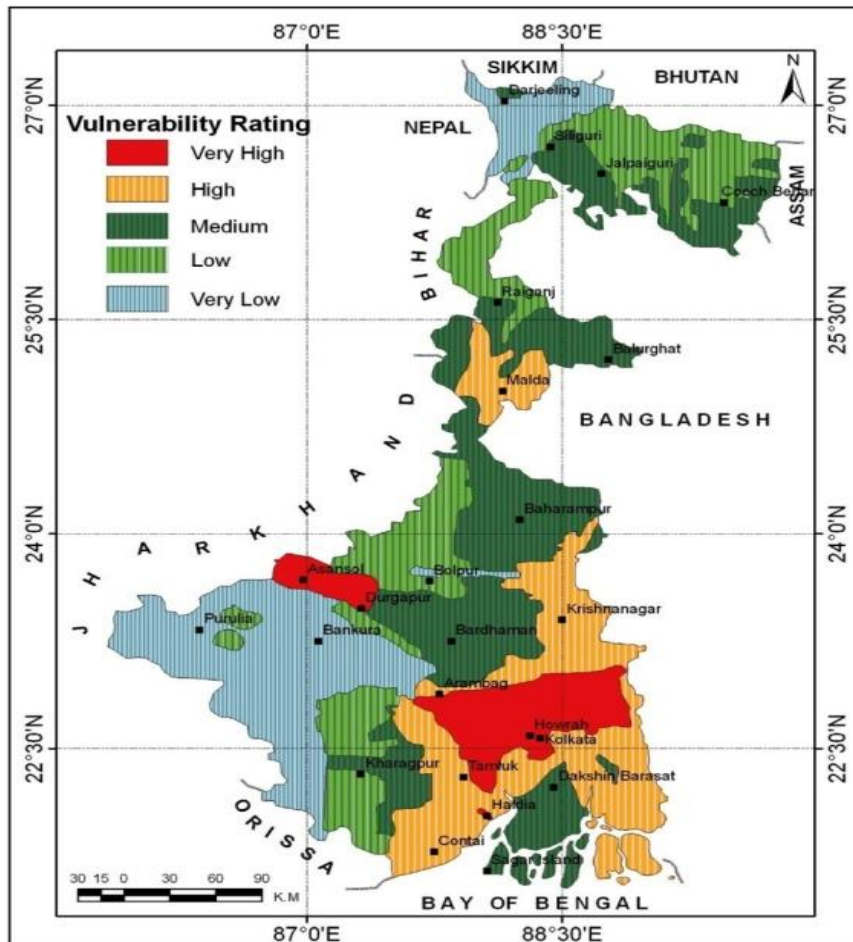 87°0'E 88°30'E
SIKKIM
BHUTAN
N
27°0'N 27°0'N
Darjeeling
NEPAL
Vulnerability Rating
Very High
High
Medium
Low
Very Low
Siliguri
Jalpaiguri
Cooch Behar
ASSAM
BIHAR
Raiganj
25°30'N 25°30'N
Balurghat
Malda
BANGLADESH
JHARKHAND
Baharampur
24°0'N 24°0'N
Asansol
Bolpur
Durgapur
Krishnanagar
Purulia
Bankura
Bardhaman
Arambag
Howrah
Kolkata
22°30'N 22°30'N
Kharagpur
Tamluk
Dakshin Barasat
ORISSA
Haldia
Contai
Sagar Island
30 15 0 30 60 90
K.M
BAY OF BENGAL
87°0'E 88°30'E